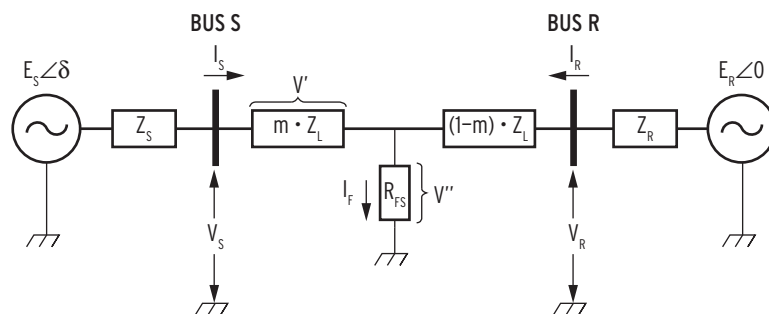 BUS S
BUS R
I_S
I_R
E_S∠δ
E_R∠0
V'
Z_S
m · Z_L
(1–m) · Z_L
Z_R
I_F
R_FS
V''
V_S
V_R